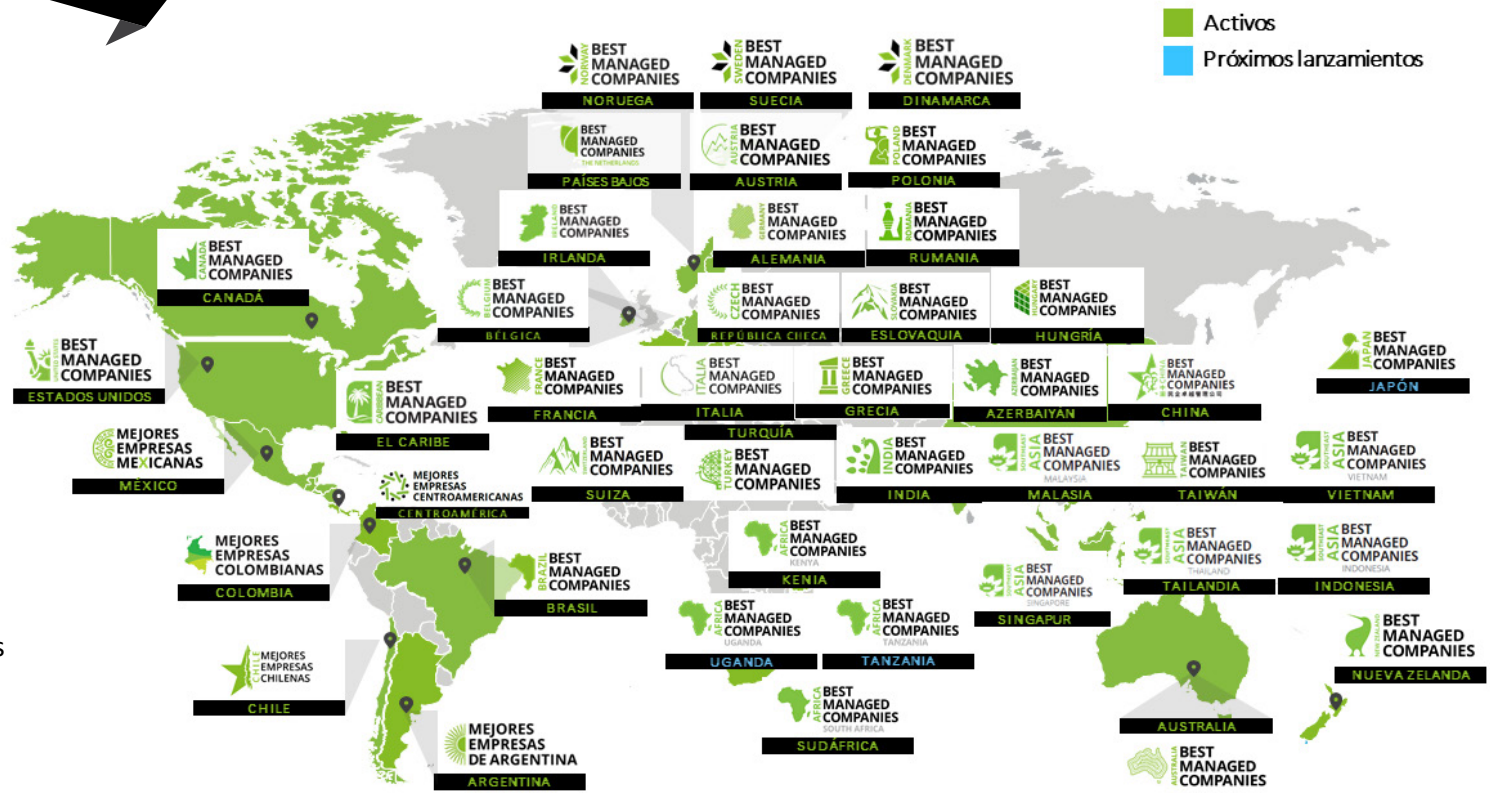 Activos
Próximos lanzamientos
NORWAY
BEST
MANAGED
COMPANIES
NORUEGA
SWEDEN
BEST
MANAGED
COMPANIES
SUECIA
DENMARK
BEST
MANAGED
COMPANIES
DINAMARCA
BEST
MANAGED
COMPANIES
THE NETHERLANDS
PAÍSES BAJOS
AUSTRIA
BEST
MANAGED
COMPANIES
AUSTRIA
POLAND
BEST
MANAGED
COMPANIES
POLONIA
IRELAND
BEST
MANAGED
COMPANIES
IRLANDA
GERMANY
BEST
MANAGED
COMPANIES
ALEMANIA
ROMANIA
BEST
MANAGED
COMPANIES
RUMANIA
CANADA
BEST
MANAGED
COMPANIES
CANADÁ
BELGIUM
BEST
MANAGED
COMPANIES
BÉLGICA
CZECH
BEST
MANAGED
COMPANIES
REPÚBLICA CHECA
SLOVAKIA
BEST
MANAGED
COMPANIES
ESLOVAQUIA
HUNGARY
BEST
MANAGED
COMPANIES
HUNGRÍA
BEST
MANAGED
COMPANIES
ESTADOS UNIDOS
CARIBBEAN
BEST
MANAGED
COMPANIES
EL CARIBE
FRANCE
BEST
MANAGED
COMPANIES
FRANCIA
ITALIA
BEST
MANAGED
COMPANIES
ITALIA
GREECE
BEST
MANAGED
COMPANIES
GRECIA
AZERBAIJAN
BEST
MANAGED
COMPANIES
AZERBAIYÁN
BEST
MANAGED
COMPANIES
CHINA
JAPAN
BEST
MANAGED
COMPANIES
JAPÓN
MEJORES
EMPRESAS
MEXICANAS
MÉXICO
MEJORES
EMPRESAS
CENTROAMERICANAS
CENTROAMÉRICA
SWITZERLAND
BEST
MANAGED
COMPANIES
SUIZA
TURQUÍA
TURKEY
BEST
MANAGED
COMPANIES
INDIA
BEST
MANAGED
COMPANIES
INDIA
SOUTHEAST
ASIA
BEST
MANAGED
COMPANIES
MALAYSIA
MALASIA
TAIWAN
BEST
MANAGED
COMPANIES
TAIWÁN
SOUTHEAST
ASIA
BEST
MANAGED
COMPANIES
VIETNAM
VIETNAM
MEJORES
EMPRESAS
COLOMBIANAS
COLOMBIA
BRAZIL
BEST
MANAGED
COMPANIES
BRASIL
AFRICA
BEST
MANAGED
COMPANIES
KENYA
KENIA
SOUTHEAST
ASIA
BEST
MANAGED
COMPANIES
SINGAPORE
SINGAPUR
SOUTHEAST
ASIA
BEST
MANAGED
COMPANIES
THAILAND
TAILANDIA
SOUTHEAST
ASIA
BEST
MANAGED
COMPANIES
INDONESIA
INDONESIA
s
CHILE
MEJORES
EMPRESAS
CHILENAS
CHILE
AFRICA
BEST
MANAGED
COMPANIES
UGANDA
UGANDA
AFRICA
BEST
MANAGED
COMPANIES
TANZANIA
TANZANIA
NEW ZEALAND
BEST
MANAGED
COMPANIES
NUEVA ZELANDA
MEJORES
EMPRESAS
DE ARGENTINA
ARGENTINA
AFRICA
BEST
MANAGED
COMPANIES
SOUTH AFRICA
SUDÁFRICA
AUSTRALIA
AUSTRALIA
BEST
MANAGED
COMPANIES